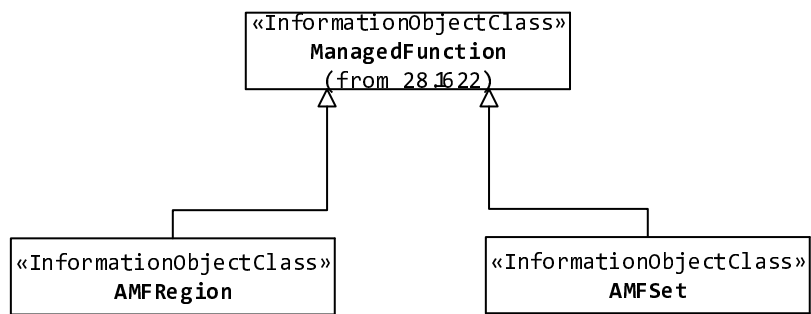 «InformationObjectClass»
ManagedFunction
(from 28.622)
«InformationObjectClass»
AMFRegion
«InformationObjectClass»
AMFSet